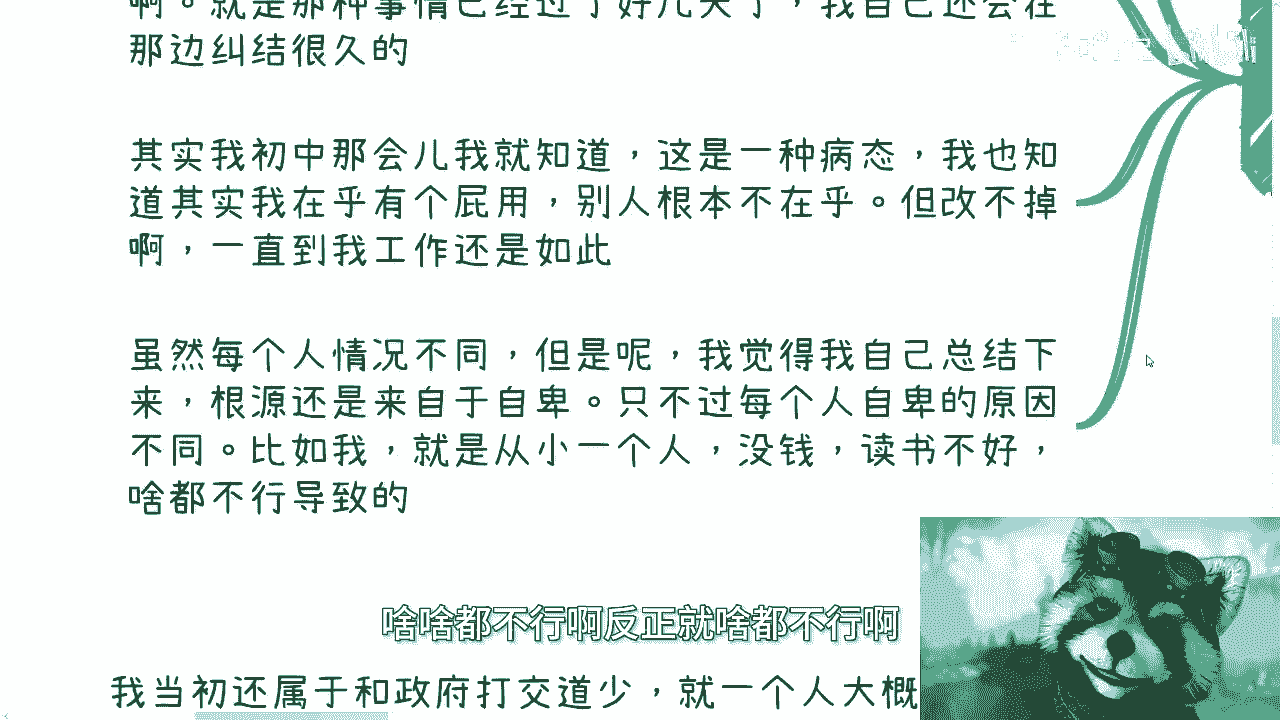 啊。就是那种事情已经过了好几天了，我自己还会在
那边纠结很久的
其实我初中那会儿我就知道，这是一种病态，我也知
道其实我在乎有个屁用，别人根本不在乎。但改不掉
啊，一直到我工作还是如此
虽然每个人情况不同，但是呢，我觉得我自己总结下
来，根源还是来自于自卑。只不过每个人自卑的原因
不同。比如我，就是从小一个人，没钱，读书不好，
啥都不行导致的
啥啥都不行啊反正就啥都不行啊
我当初还属于和政府打交道少，就一个人大概